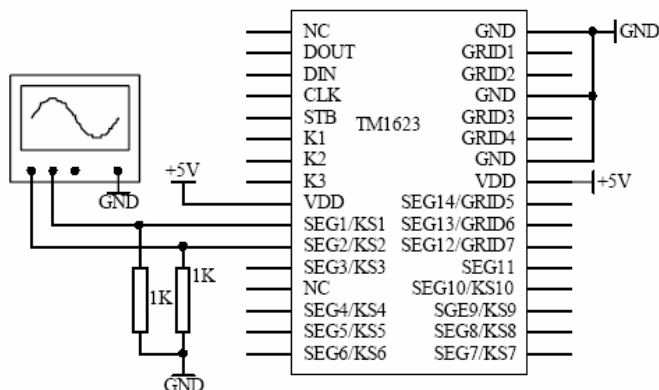 NC GND GND
DOUT GRID1
DIN GRID2
CLK GND
STB GRID3
TM1623
K1 GRID4
K2 GND
+5V K3 VDD +5V
GND VDD SEG14/GRID5
SEG1/KS1 SEG13/GRID6
SEG2/KS2 SEG12/GRID7
SEG3/KS3 SEG11
1K 1K NC SEG10/KS10
SEG4/KS4 SGE9/KS9
SEG5/KS5 SEG8/KS8
SEG6/KS6 SEG7/KS7
GND